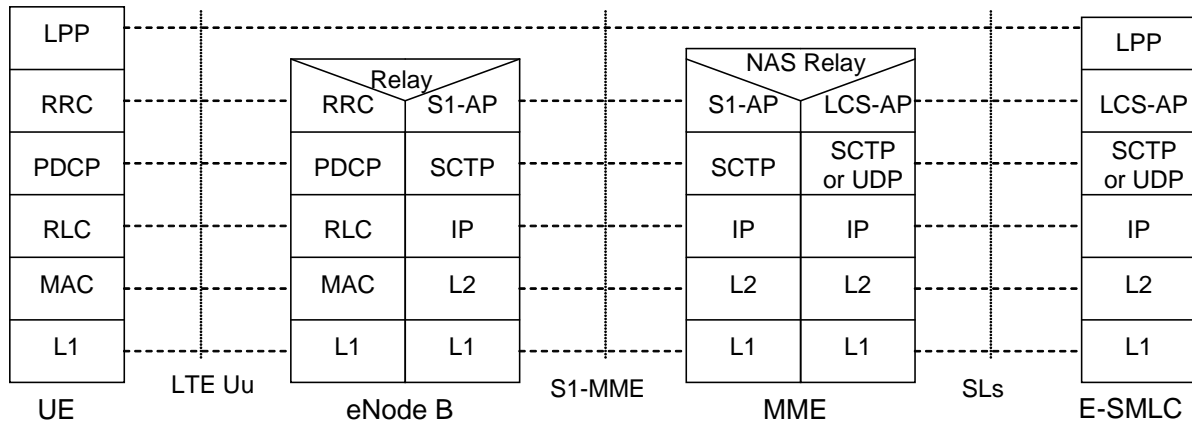 LPP
LPP
Relay
NAS Relay
RRC
RRC
S1-AP
S1-AP
LCS-AP
LCS-AP
PDCP
PDCP
SCTP
SCTP
SCTP
or UDP
SCTP
or UDP
RLC
RLC
IP
IP
IP
IP
MAC
MAC
L2
L2
L2
L2
L1
L1
L1
L1
L1
L1
LTE Uu
S1-MME
SLs
UE
eNode B
MME
E-SMLC